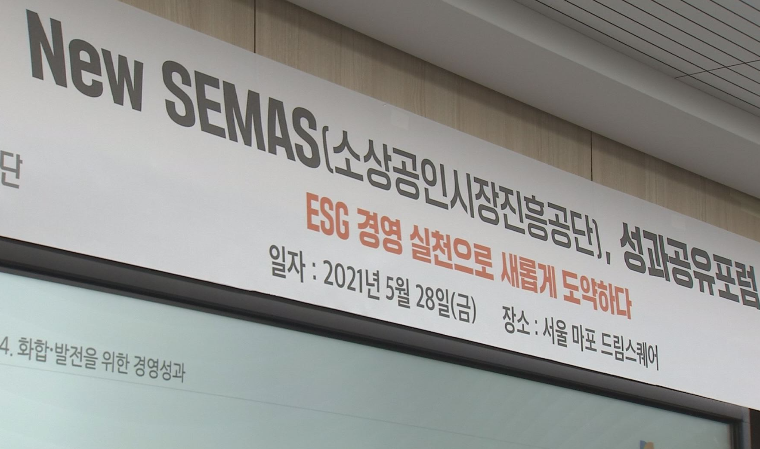 New SEMAS(소상공인시장진흥공단), 성과공유포럼
단
ESG 경영 실천으로 새롭게 도약하다
일자 : 2021년 5월 28일(금) 장소 : 서울 마포 드림스퀘어
4. 화합·발전을 위한 경영성과